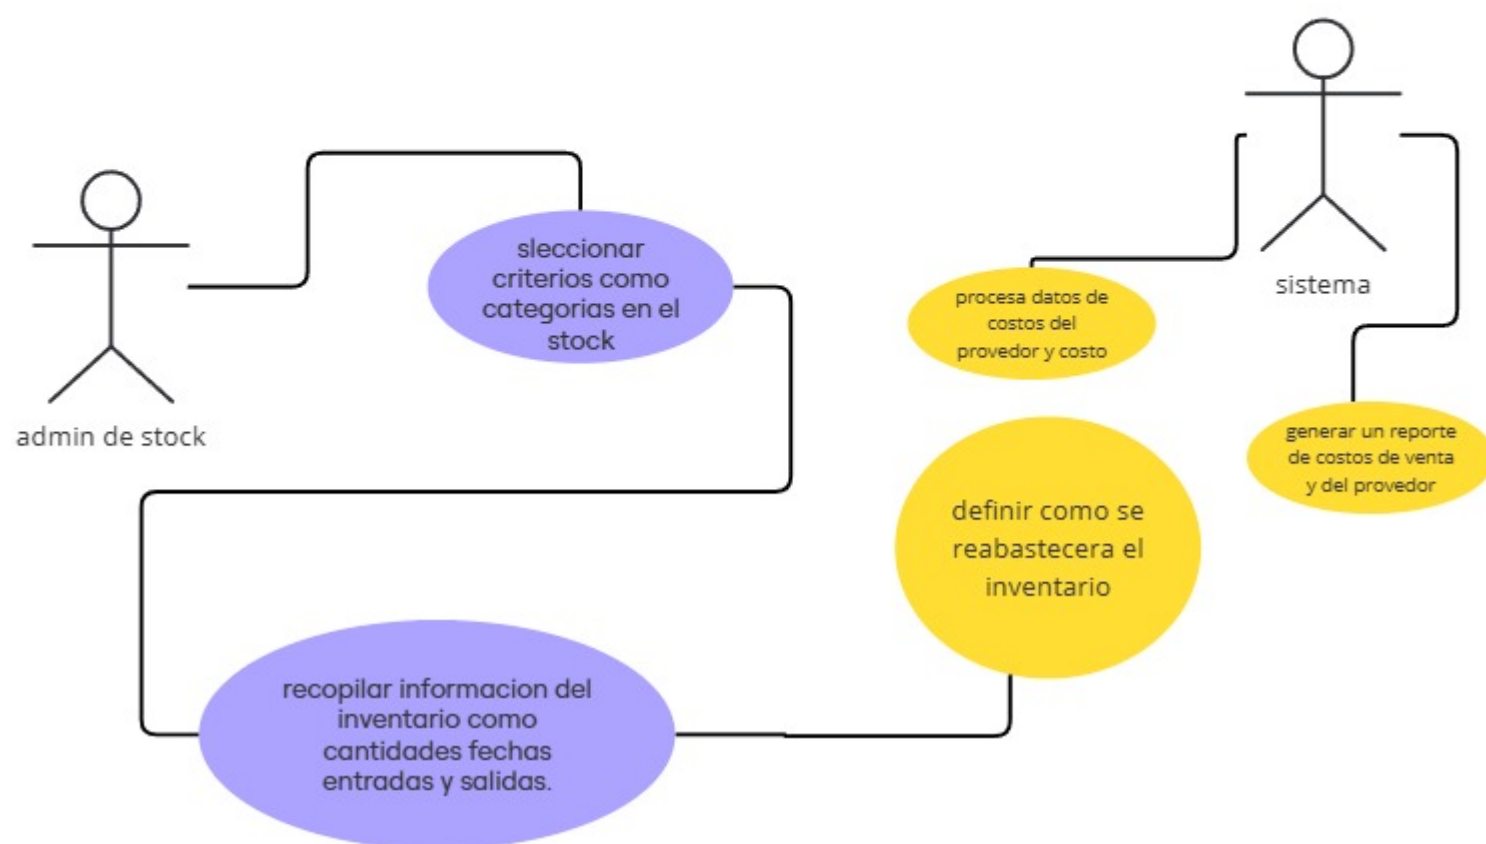 sleccionar
criterios como
categorias en el
stock
admin de stock
procesa datos de
costos del
provedor y costo
sistema
generar un reporte
de costos de venta
y del provedor
definir como se
reabastecera el
inventario
recopilar informacion del
inventario como
cantidades fechas
entradas y salidas.